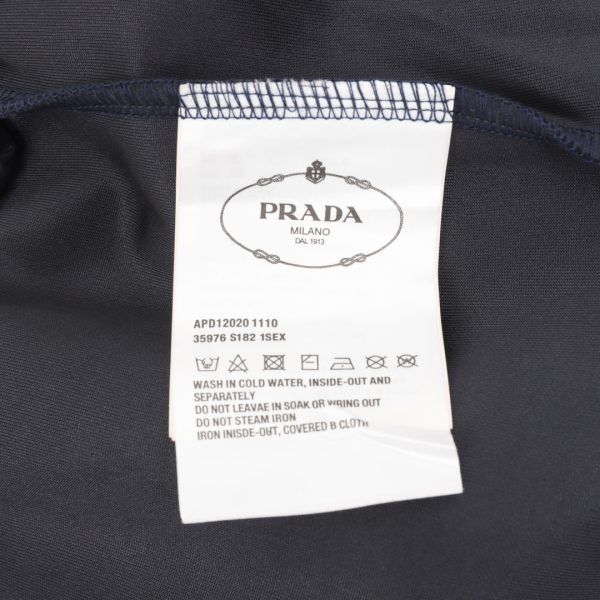 PRADA
MILANO
DAL 1913
APD12020 1110
35976 S182 1SEX
WASH IN COLD WATER, INSIDE-OUT AND
SEPARATELY
DO NOT LEAVAE IN SOAK OR WRING OUT
DO NOT STEAM IRON
IRON INISDE-OUT, COVERED B CLOTH